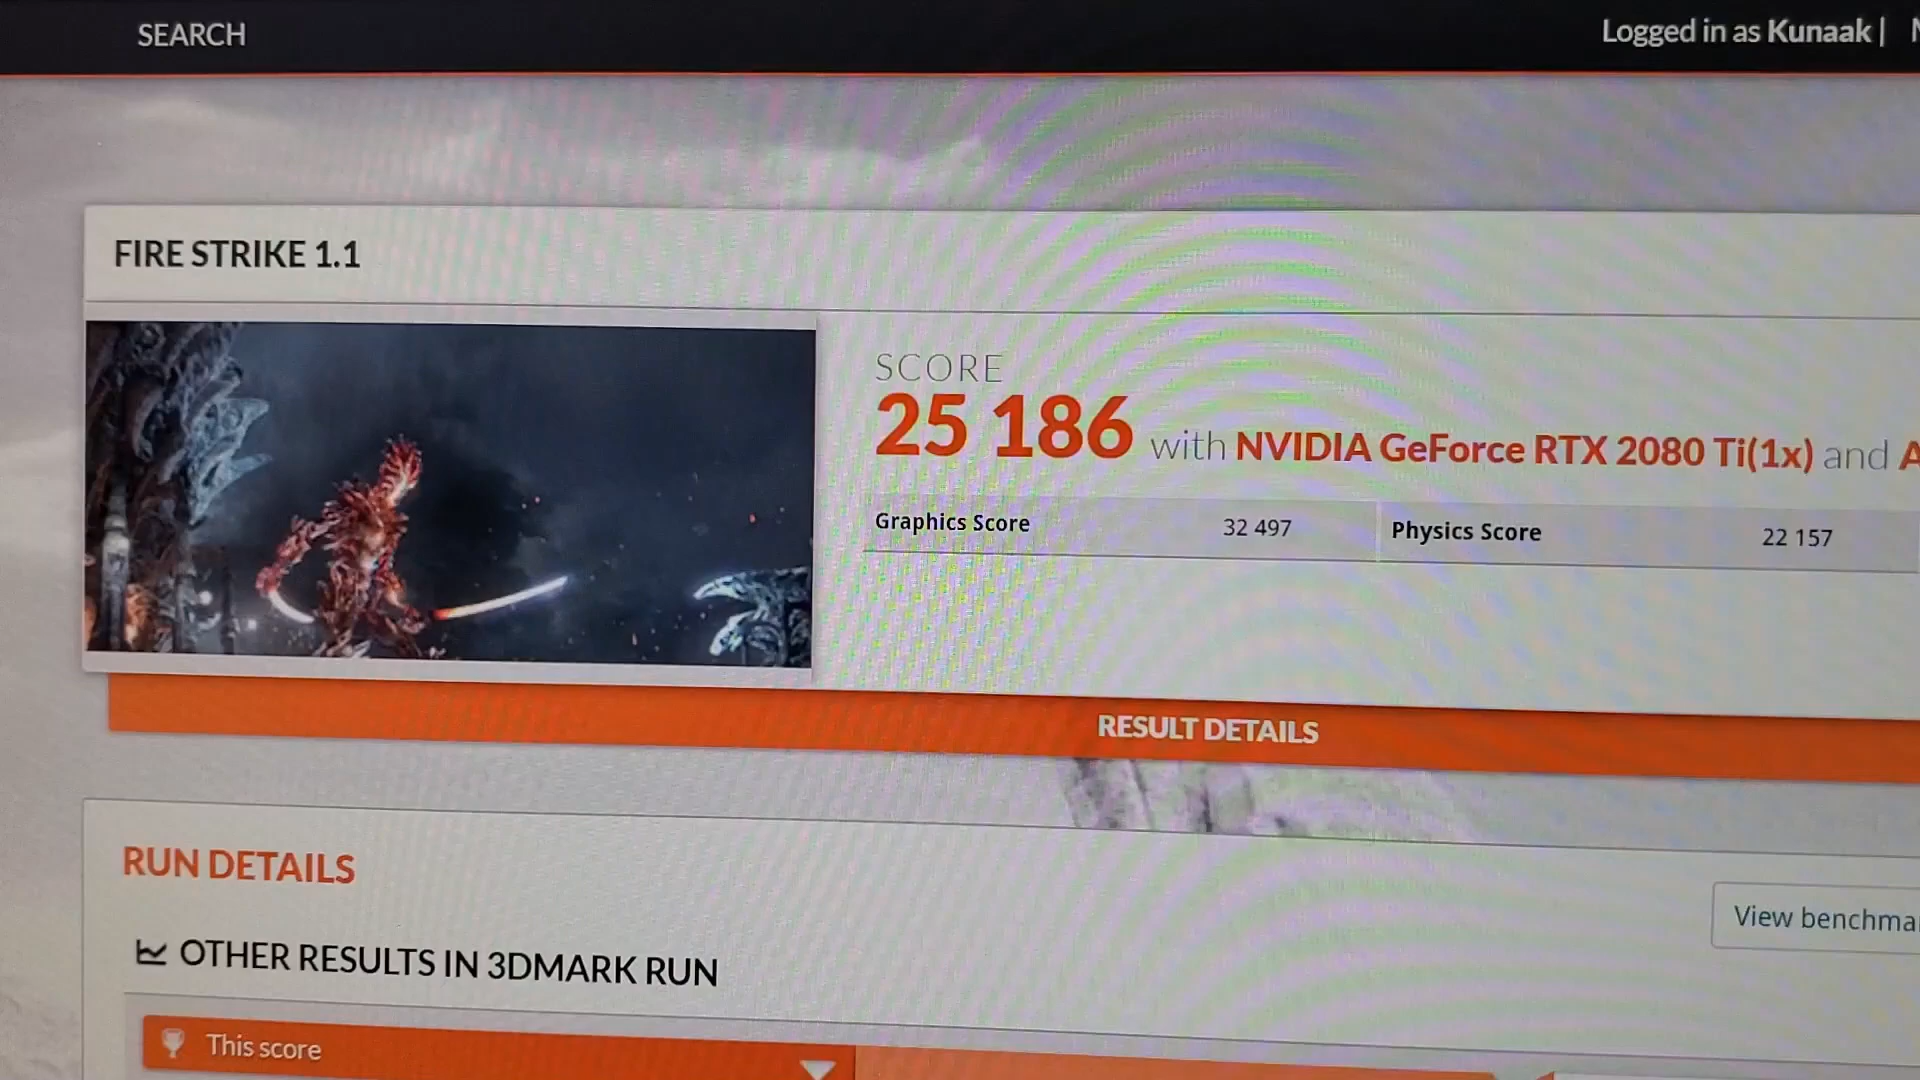 SEARCH
Logged in as Kunaak |
FIRE STRIKE 1.1
SCORE
25 186 with NVIDIA GeForce RTX 2080 Ti(1x) and A
Graphics Score 32 497 Physics Score 22 157
RESULT DETAILS
RUN DETAILS
View benchmar
OTHER RESULTS IN 3DMARK RUN
This score